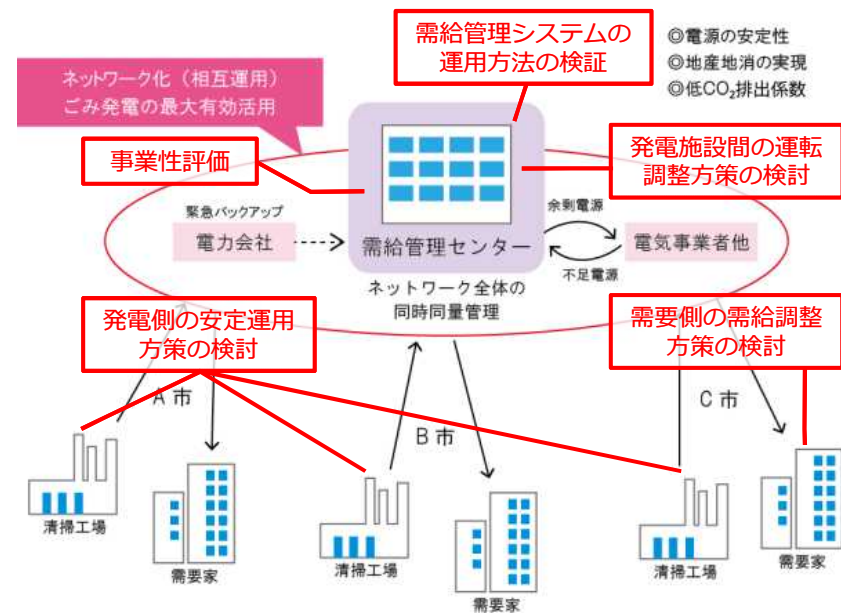 需給管理システムの
運用方法の検証
◎電源の安定性
◎地産地消の実現
◎低CO₂排出係数
ネットワーク化（相互運用）
ごみ発電の最大有効活用
事業性評価
発電施設間の運転
調整方策の検討
緊急バックアップ
電力会社
需給管理センター
余剰電源
不足電源
電気事業者他
ネットワーク全体の
同時同量管理
発電側の安定運用
方策の検討
需要側の需給調整
方策の検討
A市
B市
C市
清掃工場
需要家
清掃工場
需要家
清掃工場
需要家